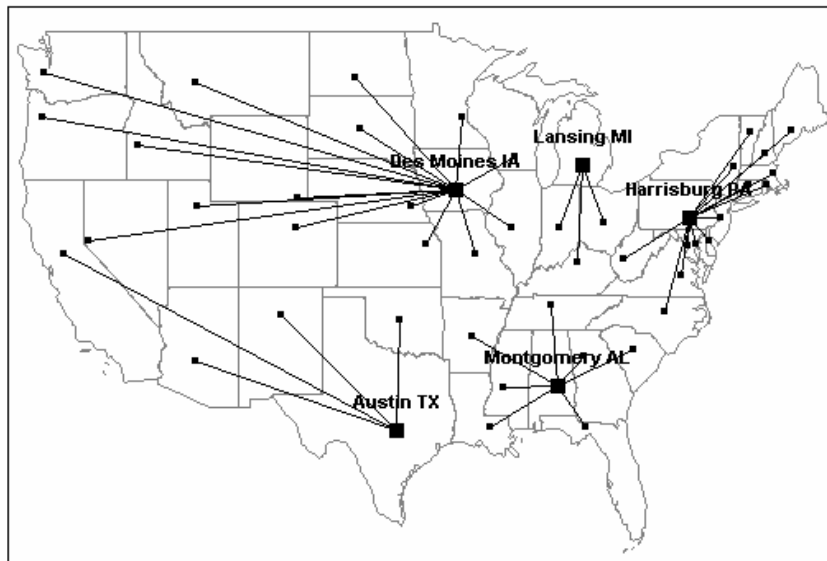 Lansing MI
Des Moines IA
Harrisburg PA
Montgomery AL
Austin TX